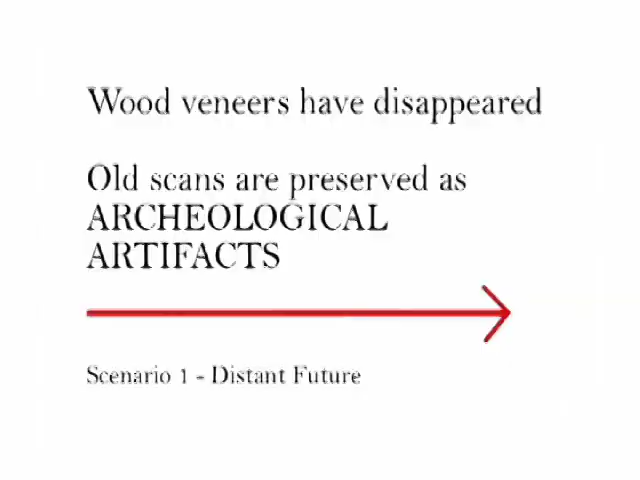 Wood veneers have disappeared
Old scans are preserved as
ARCHEOLOGICAL
ARTIFACTS
Scenario 1 - Distant Future